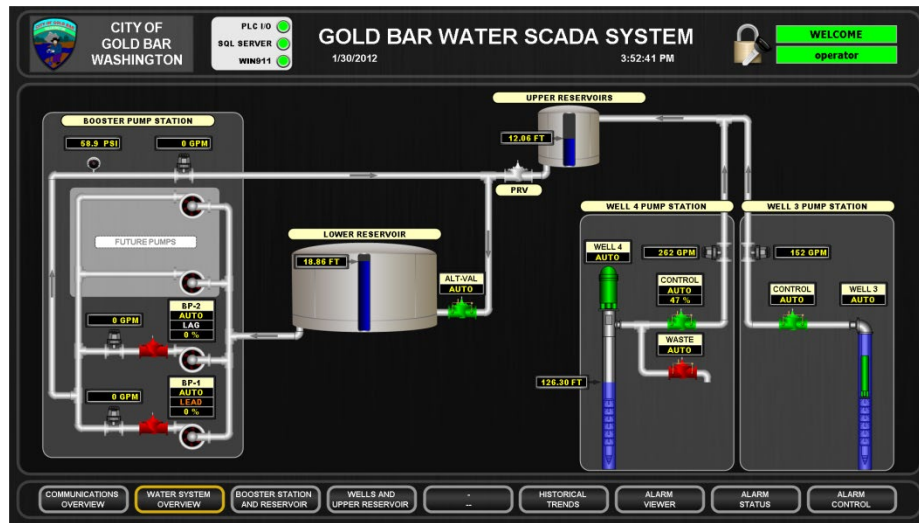 CITY OF
GOLD BAR
WASHINGTON
PLC I/O
SQL SERVER
WIN911
GOLD BAR WATER SCADA SYSTEM
1/30/2012
3:52:41 PM
WELCOME
operator
BOOSTER PUMP STATION
58.9 PSI
0 GPM
FUTURE PUMPS
BP-2
AUTO
LAG
0 %
0 GPM
BP-1
AUTO
LEAD
0 %
0 GPM
LOWER RESERVOIR
18.86 FT
ALT-VAL
AUTO
PRV
UPPER RESERVOIRS
12.06 FT
WELL 4 PUMP STATION
WELL 4
AUTO
262 GPM
CONTROL
AUTO
47 %
WASTE
AUTO
126.30 FT
WELL 3 PUMP STATION
152 GPM
CONTROL
AUTO
WELL 3
AUTO
COMMUNICATIONS
OVERVIEW
WATER SYSTEM
OVERVIEW
BOOSTER STATION
AND RESERVOIR
WELLS AND
UPPER RESERVOIR
-
--
HISTORICAL
TRENDS
ALARM
VIEWER
ALARM
STATUS
ALARM
CONTROL